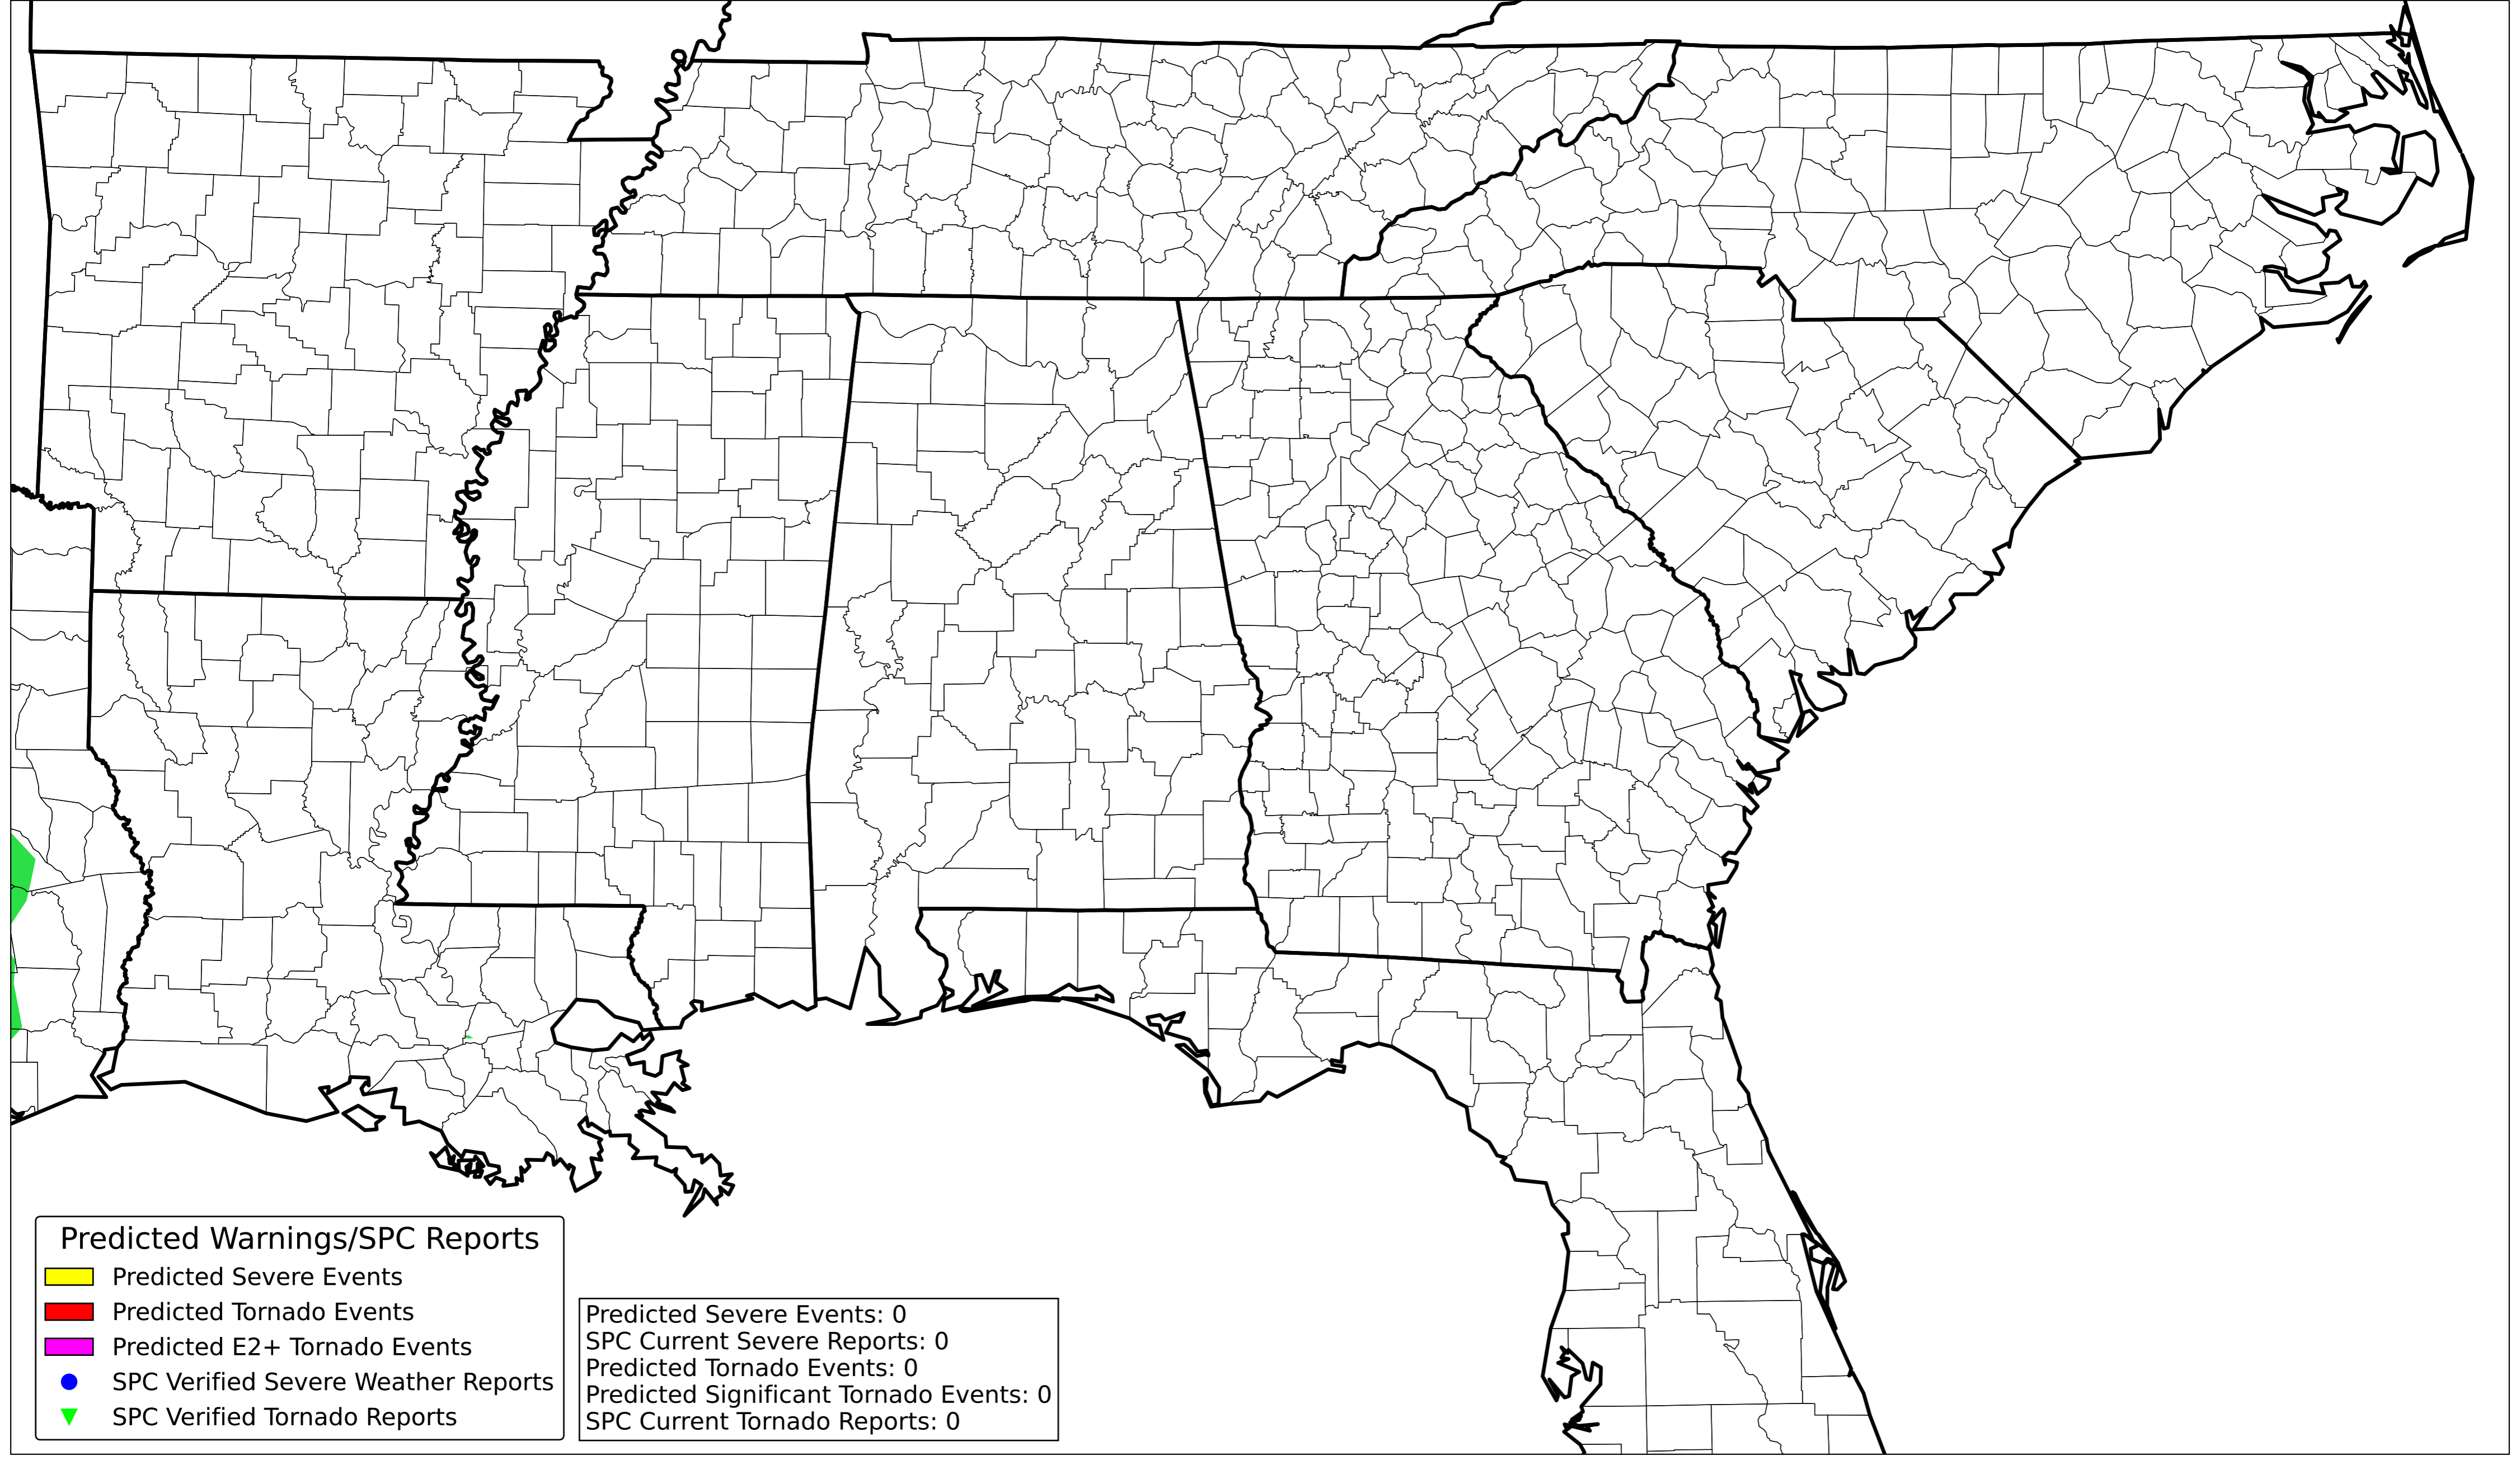 Predicted Warnings/SPC Reports
Predicted Severe Events
Predicted Tornado Events
Predicted E2+ Tornado Events
SPC Verified Severe Weather Reports
SPC Verified Tornado Reports
Predicted Severe Events: 0
SPC Current Severe Reports: 0
Predicted Tornado Events: 0
Predicted Significant Tornado Events: 0
SPC Current Tornado Reports: 0